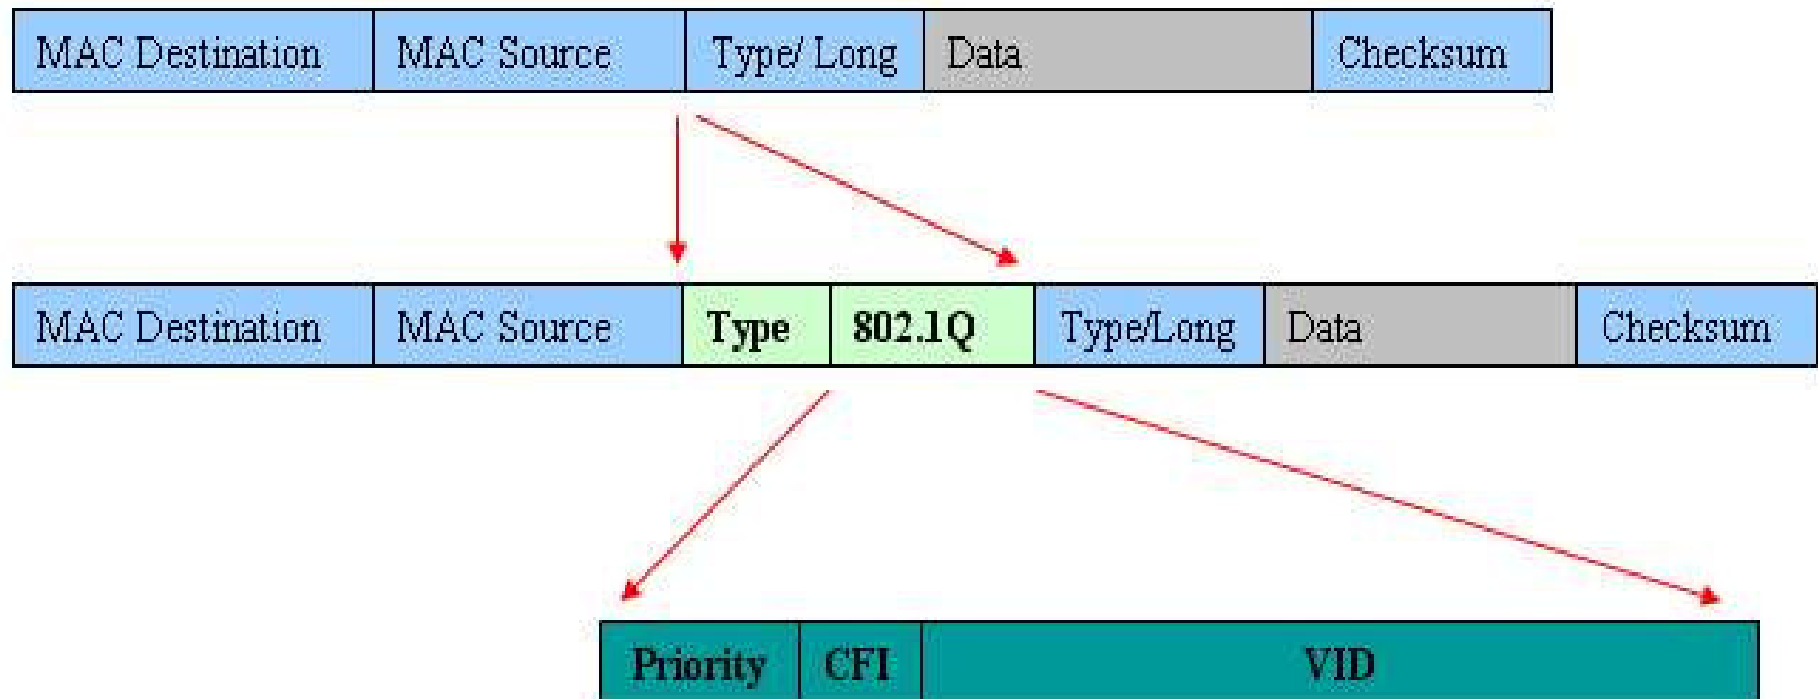 MAC Destination MAC Source Type/ Long Data Checksum
MAC Destination MAC Source Type 802.1Q Type/Long Data Checksum
Priority CFI VID